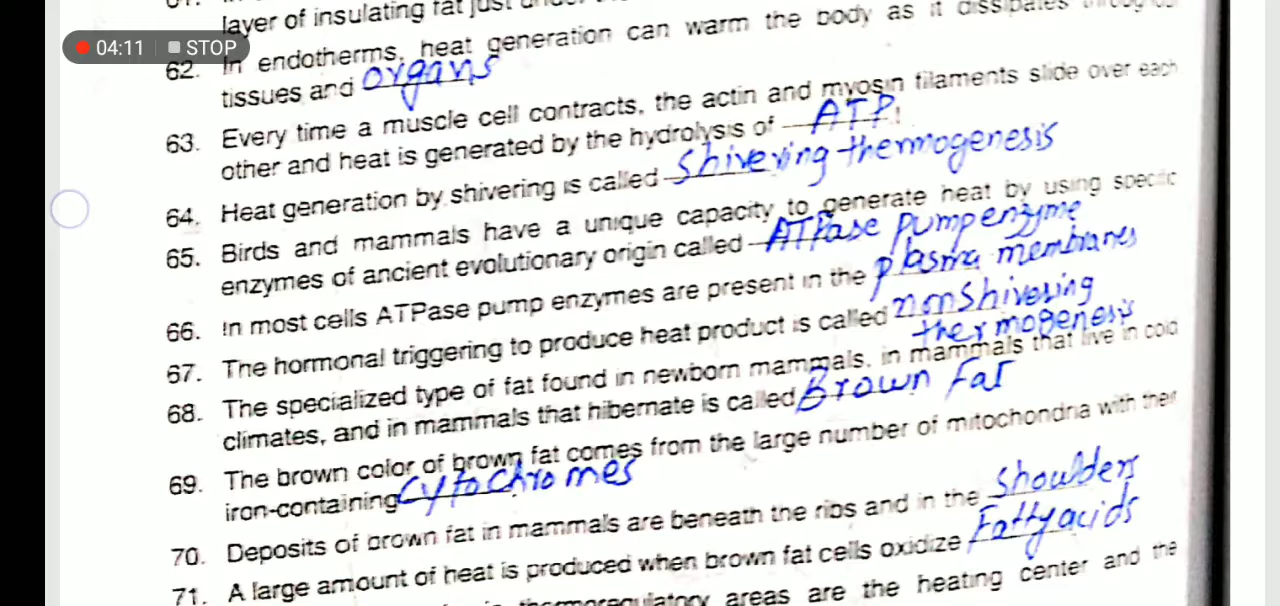 layer of insulating fat just
04:11 STOP
62. In endotherms, heat generation can warm the body as it dissipates
tissues and organs
63. Every time a muscle cell contracts, the actin and myosin filaments slide over each
other and heat is generated by the hydrolysis of ATP!
64. Heat generation by shivering is called Shivering thermogenesis
65. Birds and mammals have a unique capacity to generate heat by using specific
enzymes of ancient evolutionary origin called ATPase pump enzyme
66. In most cells ATPase pump enzymes are present in the plasma membranes
67. The hormonal triggering to produce heat product is called nonshivering
thermogenesis
68. The specialized type of fat found in newborn mammals, in mammals that live in cold
climates, and in mammals that hibernate is called Brown Fat
69. The brown color of brown fat comes from the large number of mitochondria with their
iron-containing Cytochromes
70. Deposits of brown fat in mammals are beneath the ribs and in the Shoulders
71. A large amount of heat is produced when brown fat cells oxidize Fatty acids
thermoregulatory areas are the heating center and the